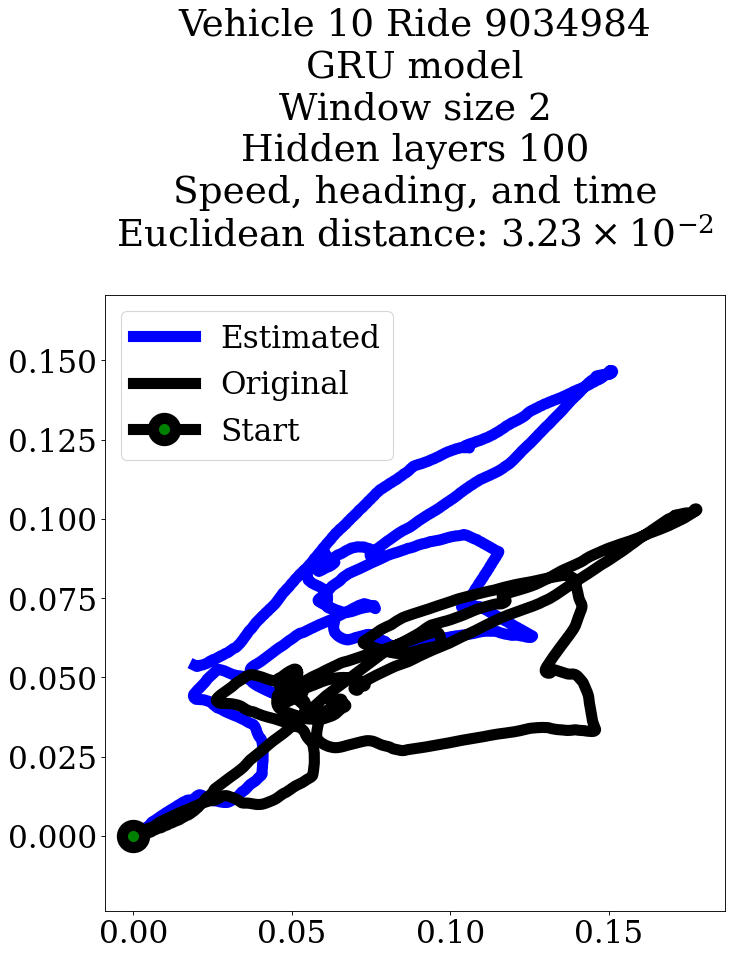 Vehicle 10 Ride 9034984
GRU model
Window size 2
Hidden layers 100
Speed, heading, and time
Euclidean distance: 3.23 × 10⁻²
Estimated
Original
Start
0.150
0.125
0.100
0.075
0.050
0.025
0.000
0.00 0.05 0.10 0.15